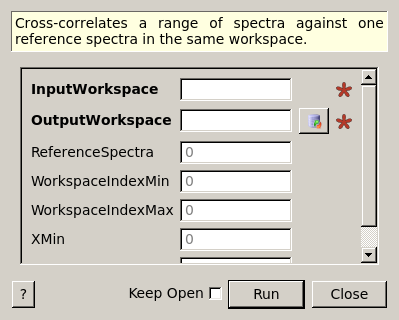 Cross-correlates a range of spectra against one
reference spectra in the same workspace.
InputWorkspace
*
OutputWorkspace
*
ReferenceSpectra 0
WorkspaceIndexMin 0
WorkspaceIndexMax 0
XMin 0
? Keep Open Run Close